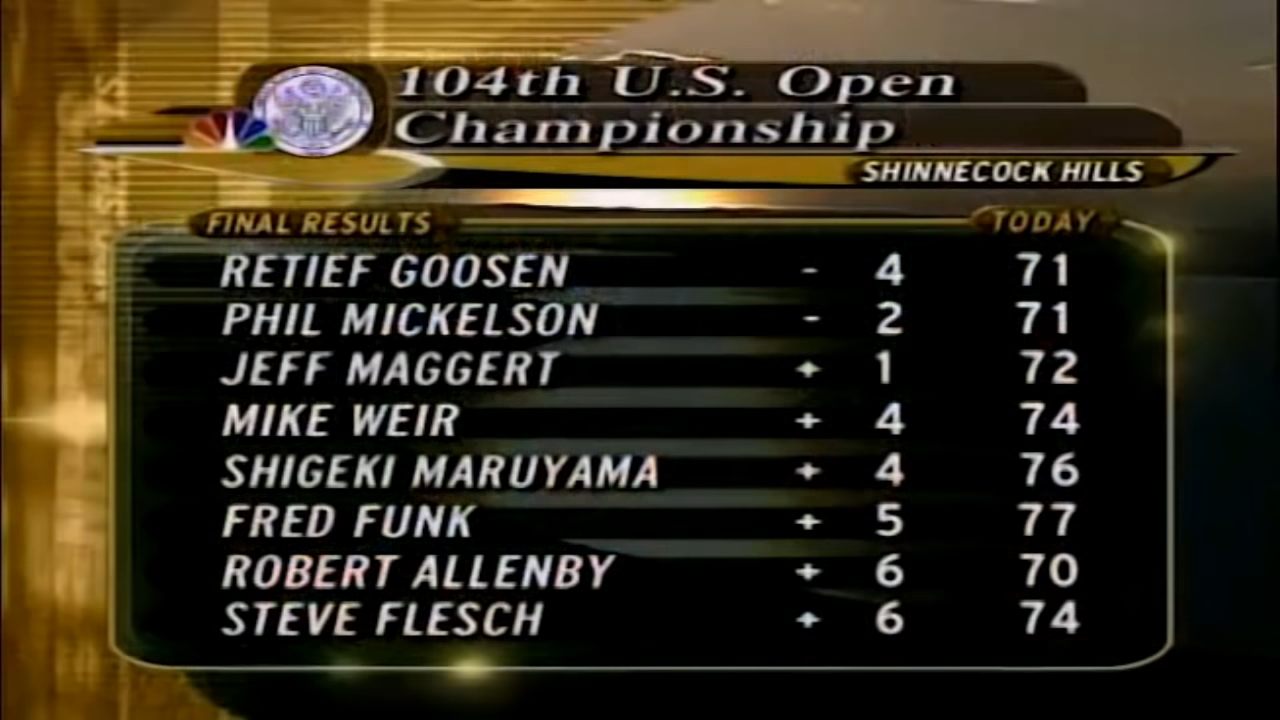 104th U.S. Open
Championship
SHINNECOCK HILLS
FINAL RESULTS TODAY
RETIEF GOOSEN - 4 71
PHIL MICKELSON - 2 71
JEFF MAGGERT + 1 72
MIKE WEIR + 4 74
SHIGEKI MARUYAMA + 4 76
FRED FUNK + 5 77
ROBERT ALLENBY + 6 70
STEVE FLESCH + 6 74